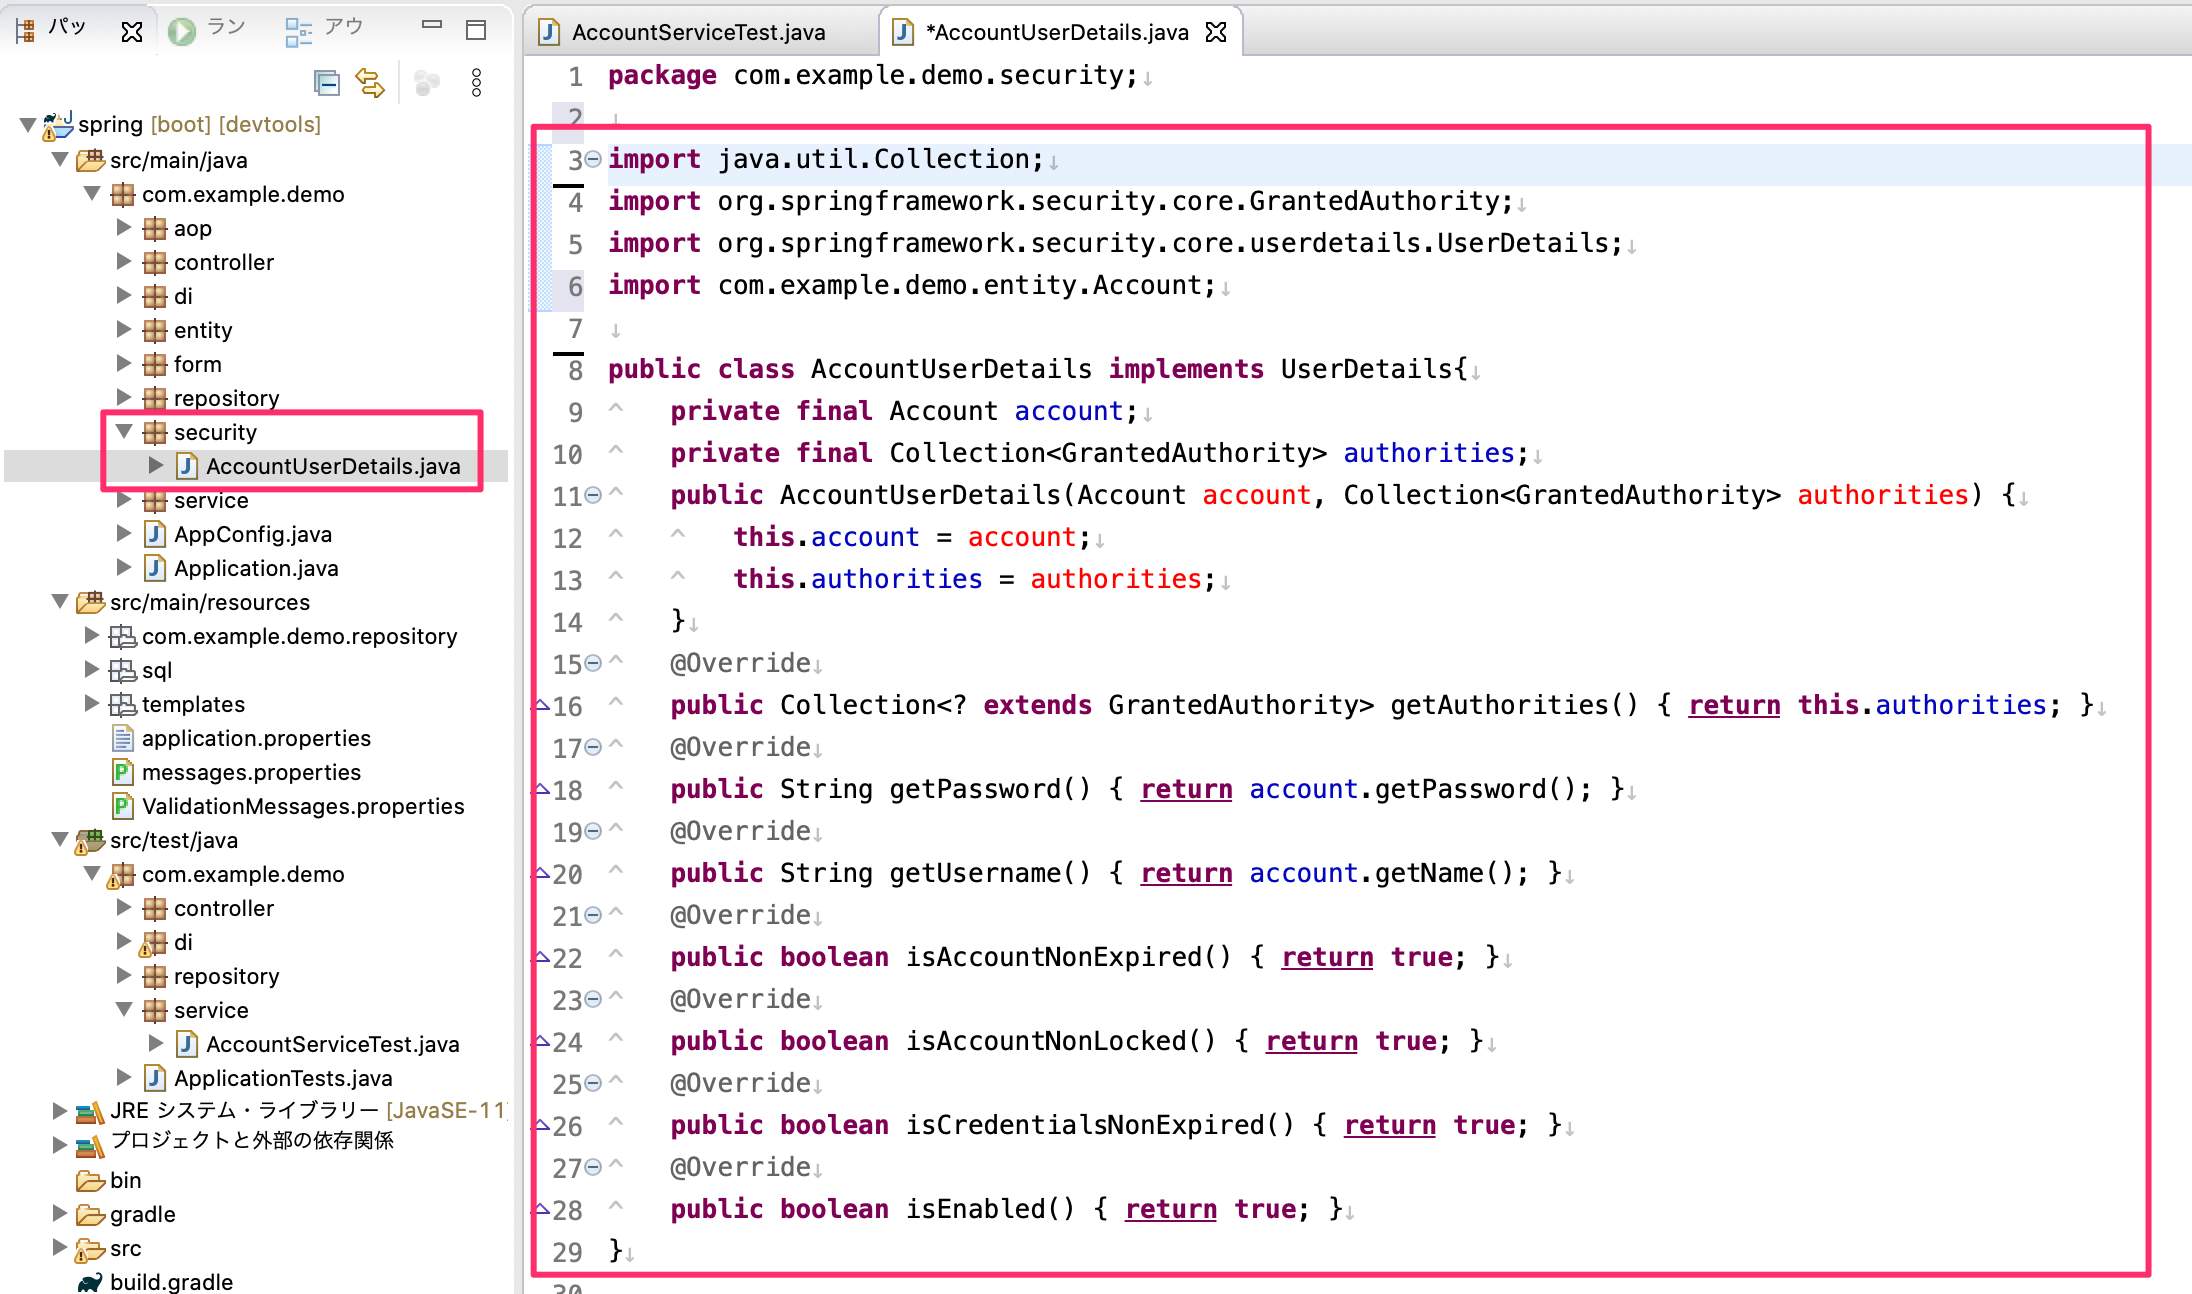 パッ
ラン
アウ
spring [boot] [devtools]
src/main/java
com.example.demo
aop
controller
di
entity
form
repository
security
AccountUserDetails.java
service
AppConfig.java
Application.java
src/main/resources
com.example.demo.repository
sql
templates
application.properties
messages.properties
ValidationMessages.properties
src/test/java
com.example.demo
controller
di
repository
service
AccountServiceTest.java
ApplicationTests.java
JRE システム・ライブラリー [JavaSE-11]
プロジェクトと外部の依存関係
bin
gradle
src
build.gradle
AccountServiceTest.java
*AccountUserDetails.java
1 package com.example.demo.security;↓
2 ↓
3 import java.util.Collection;↓
4 import org.springframework.security.core.GrantedAuthority;↓
5 import org.springframework.security.core.userdetails.UserDetails;↓
6 import com.example.demo.entity.Account;↓
7 ↓
8 public class AccountUserDetails implements UserDetails{↓
9 ^ private final Account account;↓
10 ^ private final Collection<GrantedAuthority> authorities;↓
11 ^ public AccountUserDetails(Account account, Collection<GrantedAuthority> authorities) {↓
12 ^ ^ this.account = account;↓
13 ^ ^ this.authorities = authorities;↓
14 ^ }↓
15 ^ @Override↓
16 ^ public Collection<? extends GrantedAuthority> getAuthorities() { return this.authorities; }↓
17 ^ @Override↓
18 ^ public String getPassword() { return account.getPassword(); }↓
19 ^ @Override↓
20 ^ public String getUsername() { return account.getName(); }↓
21 ^ @Override↓
22 ^ public boolean isAccountNonExpired() { return true; }↓
23 ^ @Override↓
24 ^ public boolean isAccountNonLocked() { return true; }↓
25 ^ @Override↓
26 ^ public boolean isCredentialsNonExpired() { return true; }↓
27 ^ @Override↓
28 ^ public boolean isEnabled() { return true; }↓
29 }↓
30